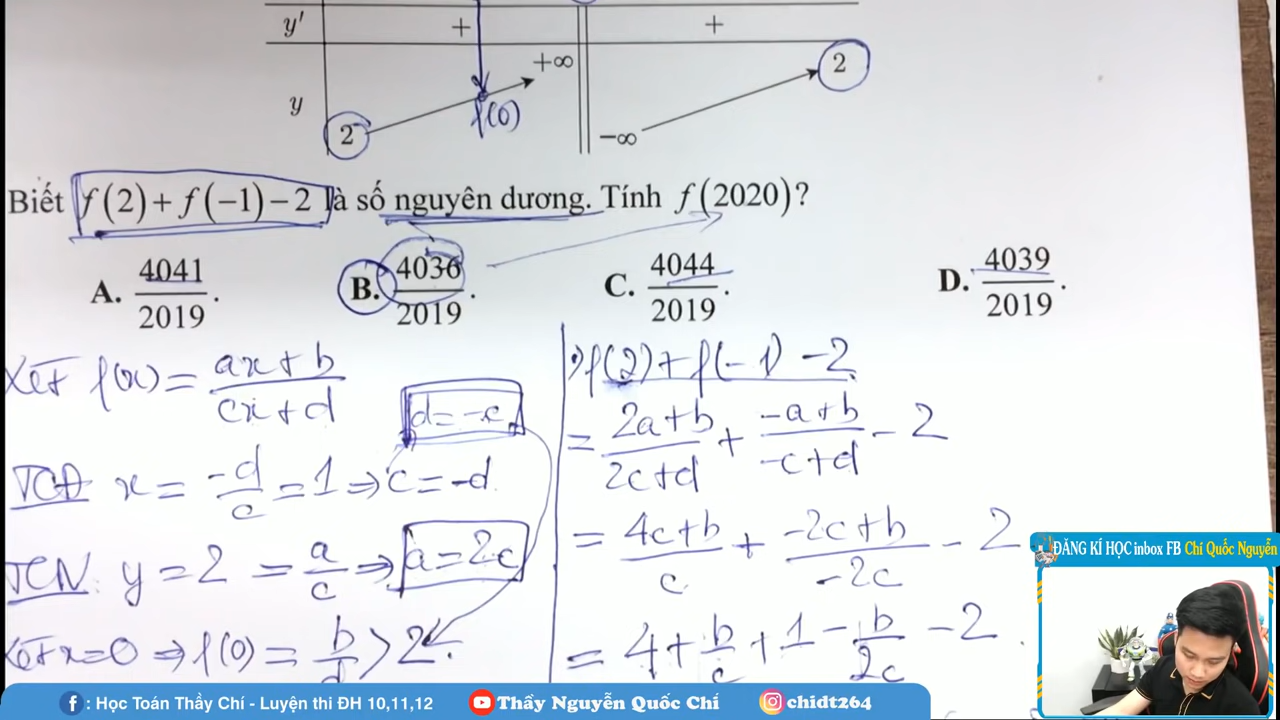 y' + +
+∞ 2
y f(0)
2 −∞
Biết f(2)+f(−1)−2 là số nguyên dương. Tính f(2020)?
A. 4041/2019. B. 4036/2019. C. 4044/2019. D. 4039/2019.
Xét f(x) = ax+b/cx+d
d=-c
TCĐ x = -d/c = 1 ⇒ c = -d
TCN: y = 2 = a/c ⇒ a = 2c
Xét x=0 ⇒ f(0) = b/d > 2.
•) f(2) + f(-1) - 2
= 2a+b/2c+d + -a+b/-c+d - 2
= 4c+b/c + -2c+b/-2c - 2
= 4 + b/c + 1 - b/2c - 2
ĐĂNG KÍ HỌC inbox FB Chí Quốc Nguyễn
: Học Toán Thầy Chí - Luyện thi ĐH 10,11,12
Thầy Nguyễn Quốc Chí
chidt264